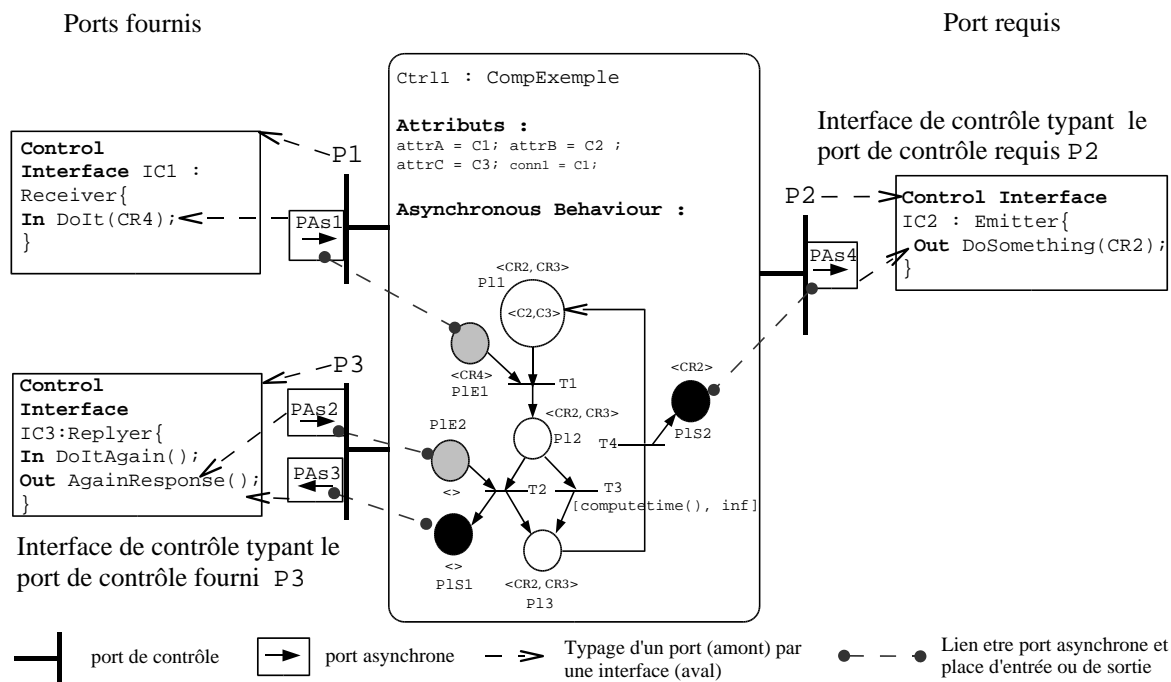 Ports fournis
Port requis
Ctrl1 : CompExemple
Attributs :
attrA = C1; attrB = C2 ;
attrC = C3; conn1 = C1;
Asynchronous Behaviour :
P1
Control
Interface IC1 :
Receiver{
In DoIt(CR4);
}
PAs1
Interface de contrôle typant le
port de contrôle requis P2
P2
Control Interface
IC2 : Emitter{
Out DoSomething(CR2);
}
PAs4
<CR2, CR3>
Pl1
<C2,C3>
<CR4>
PlE1
T1
P3
Control
Interface
IC3:Replyer{
In DoItAgain();
Out AgainResponse();
}
PAs2
PAs3
PlE2
<>
<CR2, CR3>
Pl2
<CR2>
PlS2
T4
T2
T3
[computetime(), inf]
<>
PlS1
<CR2, CR3>
Pl3
Interface de contrôle typant le
port de contrôle fourni P3
port de contrôle
port asynchrone
Typage d'un port (amont) par
une interface (aval)
Lien etre port asynchrone et
place d'entrée ou de sortie